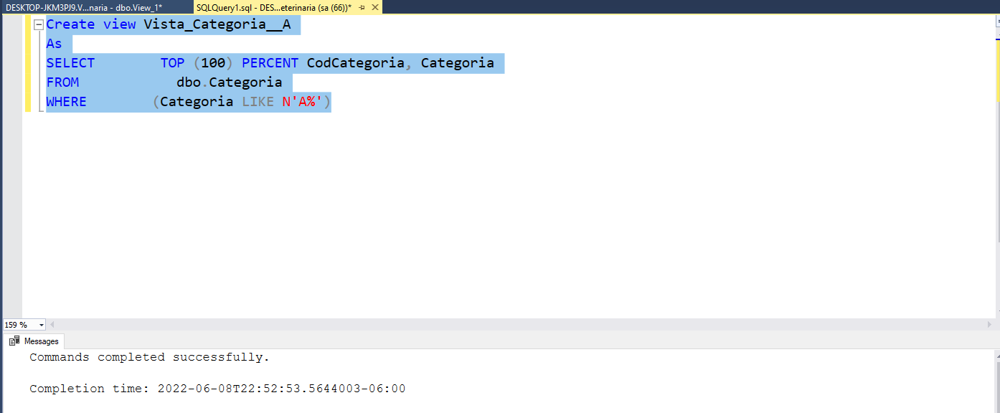 DESKTOP-JKM3PJ9.V...naria - dbo.View_1*
SQLQuery1.sql - DES...eterinaria (sa (66))*
Create view Vista_Categoria__A
As
SELECT TOP (100) PERCENT CodCategoria, Categoria
FROM dbo.Categoria
WHERE (Categoria LIKE N'A%')
159 %
Messages
Commands completed successfully.
Completion time: 2022-06-08T22:52:53.5644003-06:00